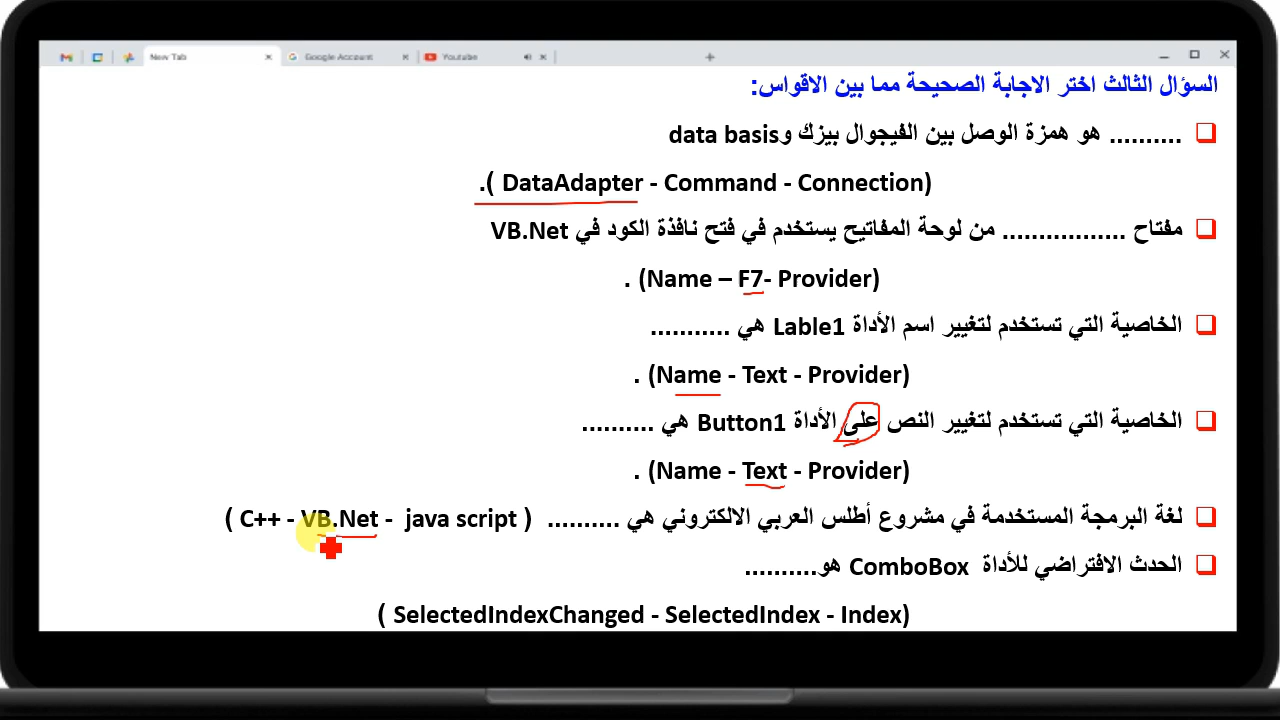 New Tab
Google Account
Youtube
السؤال الثالث اختر الاجابة الصحيحة مما بين الاقواس:
.......... هو همزة الوصل بين الفيجوال بيزك وdata basis
.( DataAdapter - Command - Connection)
مفتاح ................. من لوحة المفاتيح يستخدم في فتح نافذة الكود في VB.Net
. (Name – F7- Provider)
الخاصية التي تستخدم لتغيير اسم الأداة Lable1 هي ...........
. (Name - Text - Provider)
الخاصية التي تستخدم لتغيير النص على الأداة Button1 هي ..........
. (Name - Text - Provider)
لغة البرمجة المستخدمة في مشروع أطلس العربي الالكتروني هي .......... ( C++ - VB.Net - java script )
الحدث الافتراضي للأداة ComboBox هو..........
( SelectedIndexChanged - SelectedIndex - Index)